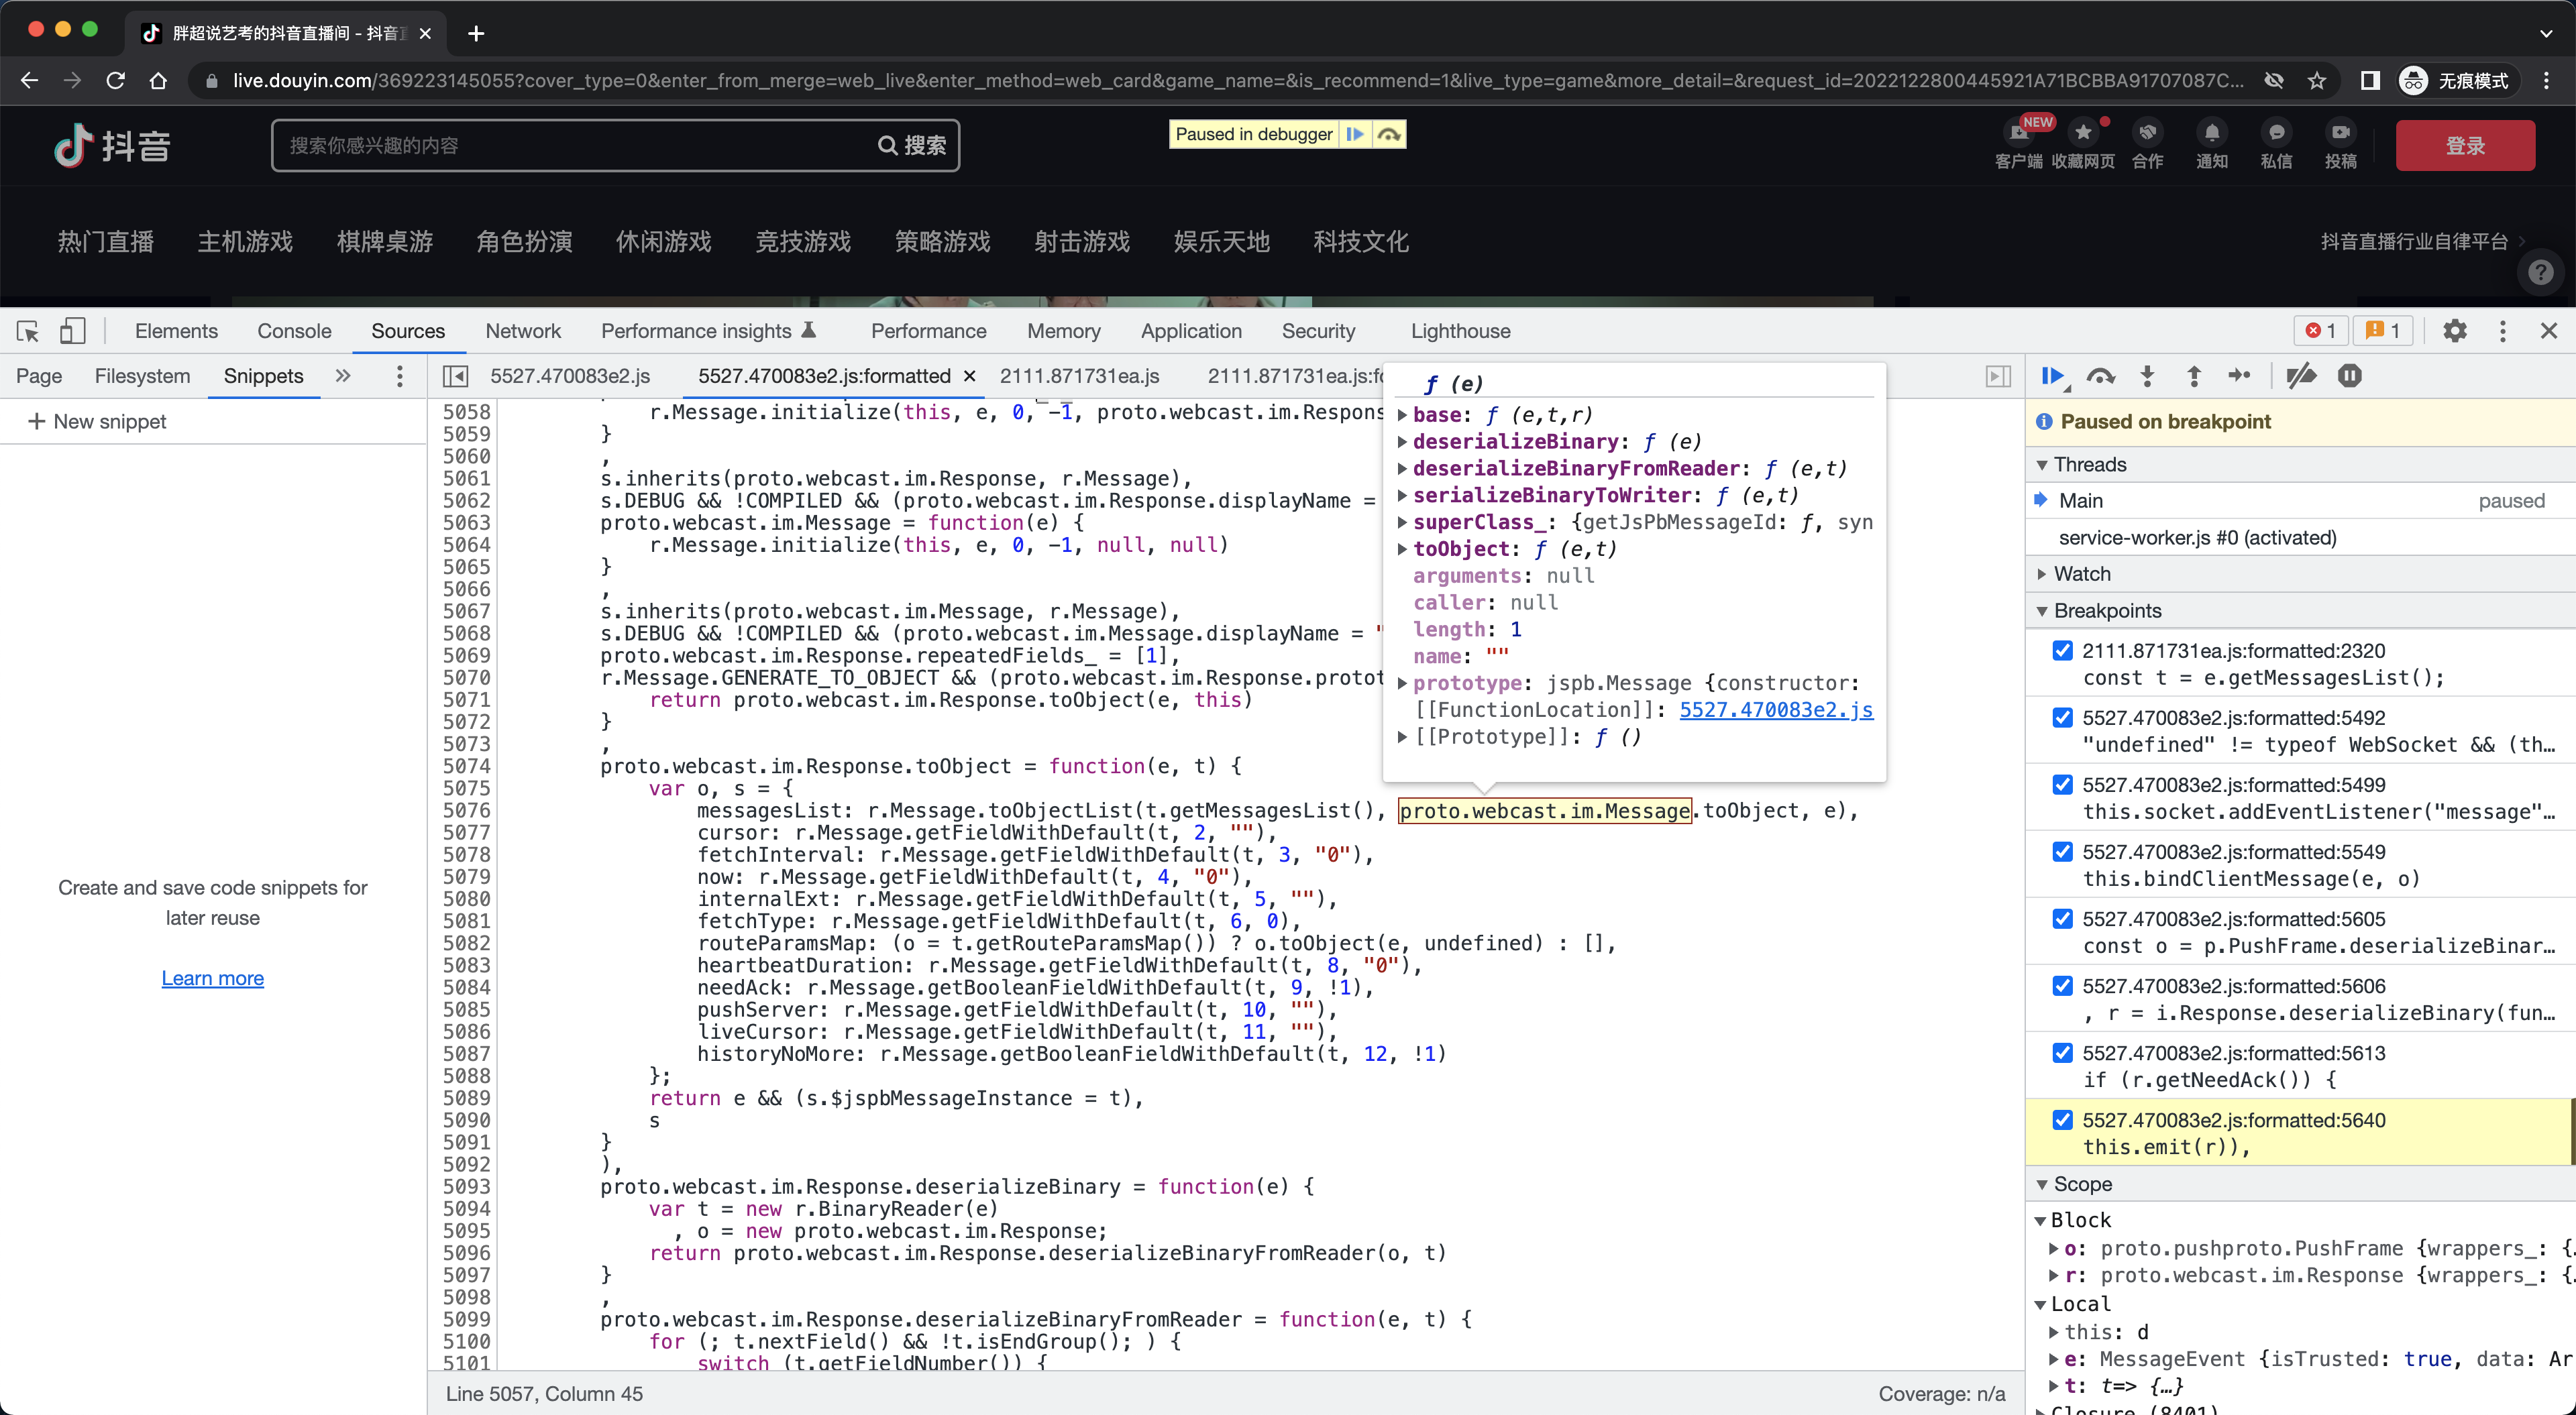 胖超说艺考的抖音直播间 - 抖音直
live.douyin.com/369223145055?cover_type=0&enter_from_merge=web_live&enter_method=web_card&game_name=&is_recommend=1&live_type=game&more_detail=&request_id=2022122800445921A71BCBBA91707087C...
无痕模式
抖音
搜索你感兴趣的内容
搜索
Paused in debugger
NEW
客户端 收藏网页 合作 通知 私信 投稿
登录
热门直播 主机游戏 棋牌桌游 角色扮演 休闲游戏 竞技游戏 策略游戏 射击游戏 娱乐天地 科技文化
抖音直播行业自律平台
Elements Console Sources Network Performance insights Performance Memory Application Security Lighthouse
1 1
Page Filesystem Snippets
5527.470083e2.js 5527.470083e2.js:formatted 2111.871731ea.js 2111.871731ea.js:fo
New snippet
Create and save code snippets for
later reuse
Learn more
5058 r.Message.initialize(this, e, 0, -1, proto.webcast.im.Respons
5059 }
5060 ,
5061 s.inherits(proto.webcast.im.Response, r.Message),
5062 s.DEBUG && !COMPILED && (proto.webcast.im.Response.displayName =
5063 proto.webcast.im.Message = function(e) {
5064 r.Message.initialize(this, e, 0, -1, null, null)
5065 }
5066 ,
5067 s.inherits(proto.webcast.im.Message, r.Message),
5068 s.DEBUG && !COMPILED && (proto.webcast.im.Message.displayName = "
5069 proto.webcast.im.Response.repeatedFields_ = [1],
5070 r.Message.GENERATE_TO_OBJECT && (proto.webcast.im.Response.protot
5071 return proto.webcast.im.Response.toObject(e, this)
5072 }
5073 ,
5074 proto.webcast.im.Response.toObject = function(e, t) {
5075 var o, s = {
5076 messagesList: r.Message.toObjectList(t.getMessagesList(), proto.webcast.im.Message.toObject, e),
5077 cursor: r.Message.getFieldWithDefault(t, 2, ""),
5078 fetchInterval: r.Message.getFieldWithDefault(t, 3, "0"),
5079 now: r.Message.getFieldWithDefault(t, 4, "0"),
5080 internalExt: r.Message.getFieldWithDefault(t, 5, ""),
5081 fetchType: r.Message.getFieldWithDefault(t, 6, 0),
5082 routeParamsMap: (o = t.getRouteParamsMap()) ? o.toObject(e, undefined) : [],
5083 heartbeatDuration: r.Message.getFieldWithDefault(t, 8, "0"),
5084 needAck: r.Message.getBooleanFieldWithDefault(t, 9, !1),
5085 pushServer: r.Message.getFieldWithDefault(t, 10, ""),
5086 liveCursor: r.Message.getFieldWithDefault(t, 11, ""),
5087 historyNoMore: r.Message.getBooleanFieldWithDefault(t, 12, !1)
5088 };
5089 return e && (s.$jspbMessageInstance = t),
5090 s
5091 }
5092 ),
5093 proto.webcast.im.Response.deserializeBinary = function(e) {
5094 var t = new r.BinaryReader(e)
5095 , o = new proto.webcast.im.Response;
5096 return proto.webcast.im.Response.deserializeBinaryFromReader(o, t)
5097 }
5098 ,
5099 proto.webcast.im.Response.deserializeBinaryFromReader = function(e, t) {
5100 for (; t.nextField() && !t.isEndGroup(); ) {
5101 switch (t.getFieldNumber()) {
Line 5057, Column 45
Coverage: n/a
ƒ (e)
base: ƒ (e,t,r)
deserializeBinary: ƒ (e)
deserializeBinaryFromReader: ƒ (e,t)
serializeBinaryToWriter: ƒ (e,t)
superClass_: {getJsPbMessageId: ƒ, syn
toObject: ƒ (e,t)
arguments: null
caller: null
length: 1
name: ""
prototype: jspb.Message {constructor:
[[FunctionLocation]]: 5527.470083e2.js
[[Prototype]]: ƒ ()
Paused on breakpoint
Threads
Main paused
service-worker.js #0 (activated)
Watch
Breakpoints
2111.871731ea.js:formatted:2320
const t = e.getMessagesList();
5527.470083e2.js:formatted:5492
"undefined" != typeof WebSocket && (th…
5527.470083e2.js:formatted:5499
this.socket.addEventListener("message"…
5527.470083e2.js:formatted:5549
this.bindClientMessage(e, o)
5527.470083e2.js:formatted:5605
const o = p.PushFrame.deserializeBinar…
5527.470083e2.js:formatted:5606
, r = i.Response.deserializeBinary(fun…
5527.470083e2.js:formatted:5613
if (r.getNeedAck()) {
5527.470083e2.js:formatted:5640
this.emit(r)),
Scope
Block
o: proto.pushproto.PushFrame {wrappers_: {…
r: proto.webcast.im.Response {wrappers_: {…
Local
this: d
e: MessageEvent {isTrusted: true, data: Ar
t: t=> {…}
Closure (8401)